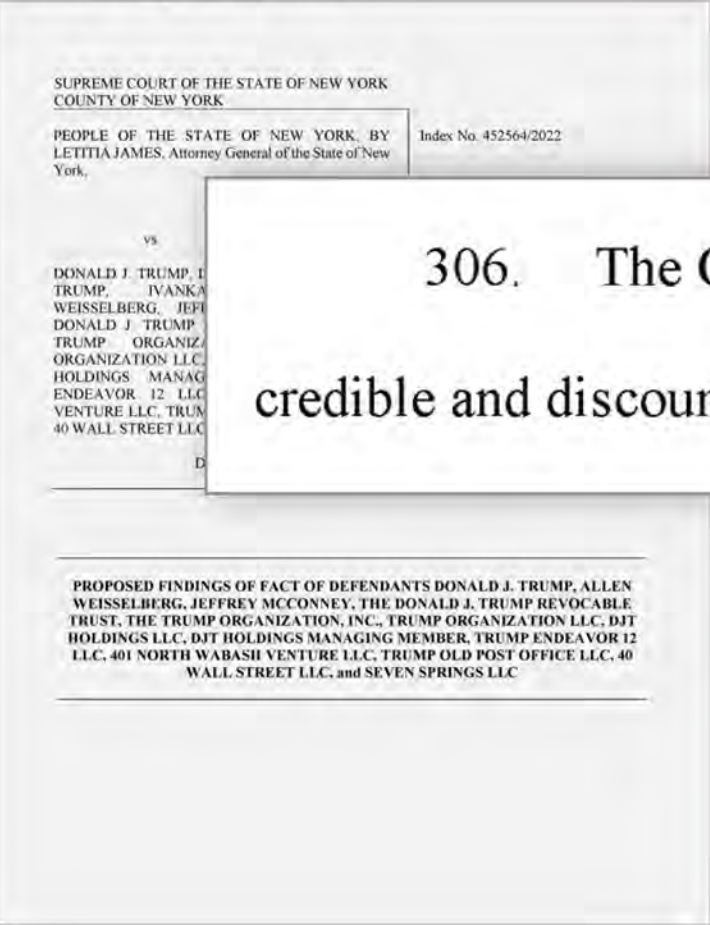 SUPREME COURT OF THE STATE OF NEW YORK
COUNTY OF NEW YORK
PEOPLE OF THE STATE OF NEW YORK, BY
LETITIA JAMES, Attorney General of the State of New
York,
Index No. 452564/2022
vs
DONALD J. TRUMP, D
TRUMP, IVANKA
WEISSELBERG, JEFF
DONALD J TRUMP
TRUMP ORGANIZA
ORGANIZATION LLC,
HOLDINGS MANAG
ENDEAVOR 12 LLC
VENTURE LLC, TRUM
40 WALL STREET LLC
D
306. The C
credible and discoun
PROPOSED FINDINGS OF FACT OF DEFENDANTS DONALD J. TRUMP, ALLEN
WEISSELBERG, JEFFREY MCCONNEY, THE DONALD J. TRUMP REVOCABLE
TRUST, THE TRUMP ORGANIZATION, INC., TRUMP ORGANIZATION LLC, DJT
HOLDINGS LLC, DJT HOLDINGS MANAGING MEMBER, TRUMP ENDEAVOR 12
LLC, 401 NORTH WABASH VENTURE LLC, TRUMP OLD POST OFFICE LLC, 40
WALL STREET LLC, and SEVEN SPRINGS LLC